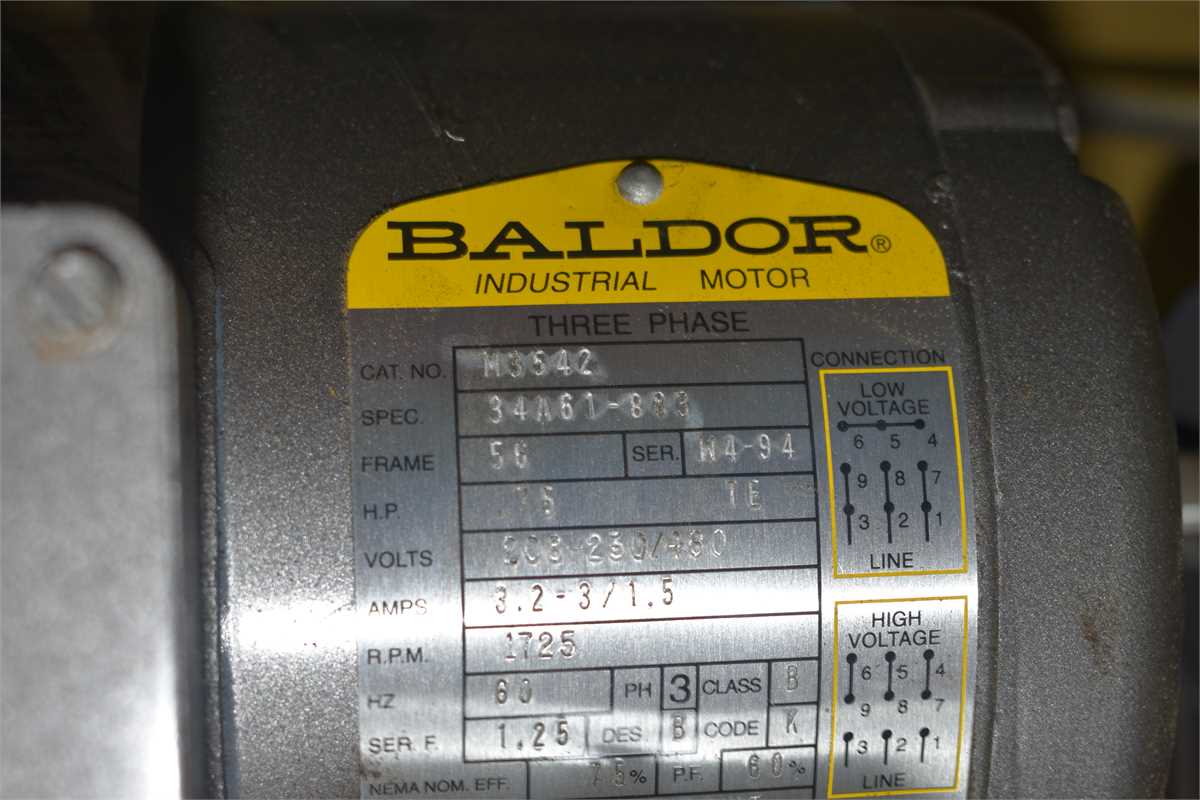 BALDOR®
INDUSTRIAL MOTOR
THREE PHASE
CAT. NO. M3542
SPEC. 34A61-883
FRAME 56 SER. W4-94
H.P. .75 TE
VOLTS 208-230/460
AMPS 3.2-3/1.5
R.P.M. 1725
HZ 60 PH 3 CLASS B
SER. F. 1.25 DES B CODE K
NEMA NOM. EFF. 75% P.F. 60%
CONNECTION
LOW
VOLTAGE
6 5 4
9 8 7
3 2 1
LINE
HIGH
VOLTAGE
6 5 4
9 8 7
3 2 1
LINE